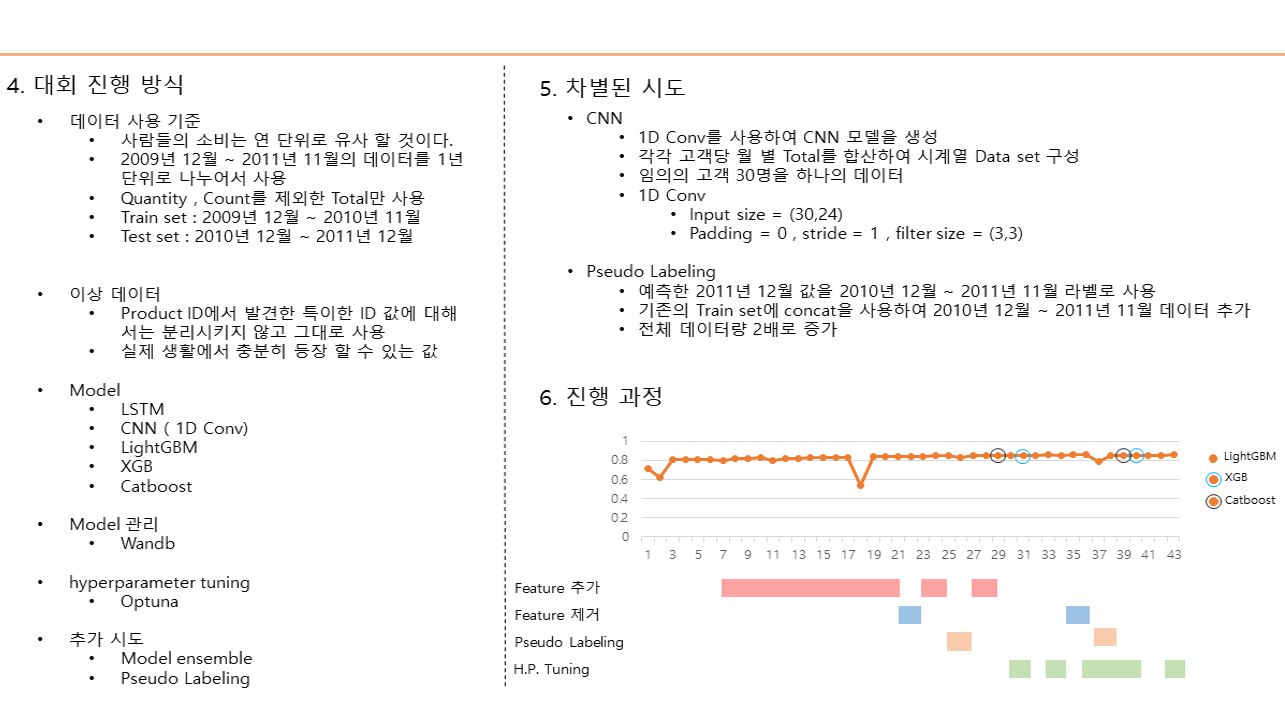 4. 대회 진행 방식
• 데이터 사용 기준
• 사람들의 소비는 연 단위로 유사 할 것이다.
• 2009년 12월 ~ 2011년 11월의 데이터를 1년
단위로 나누어서 사용
• Quantity , Count를 제외한 Total만 사용
• Train set : 2009년 12월 ~ 2010년 11월
• Test set : 2010년 12월 ~ 2011년 12월
• 이상 데이터
• Product ID에서 발견한 특이한 ID 값에 대해
서는 분리시키지 않고 그대로 사용
• 실제 생활에서 충분히 등장 할 수 있는 값
• Model
• LSTM
• CNN ( 1D Conv)
• LightGBM
• XGB
• Catboost
• Model 관리
• Wandb
• hyperparameter tuning
• Optuna
• 추가 시도
• Model ensemble
• Pseudo Labeling
5. 차별된 시도
• CNN
• 1D Conv를 사용하여 CNN 모델을 생성
• 각각 고객당 월 별 Total를 합산하여 시계열 Data set 구성
• 임의의 고객 30명을 하나의 데이터
• 1D Conv
• Input size = (30,24)
• Padding = 0 , stride = 1 , filter size = (3,3)
• Pseudo Labeling
• 예측한 2011년 12월 값을 2010년 12월 ~ 2011년 11월 라벨로 사용
• 기존의 Train set에 concat을 사용하여 2010년 12월 ~ 2011년 11월 데이터 추가
• 전체 데이터량 2배로 증가
6. 진행 과정
1
0.8
0.6
0.4
0.2
0
1 3 5 7 9 11 13 15 17 19 21 23 25 27 29 31 33 35 37 39 41 43
LightGBM
XGB
Catboost
Feature 추가
Feature 제거
Pseudo Labeling
H.P. Tuning